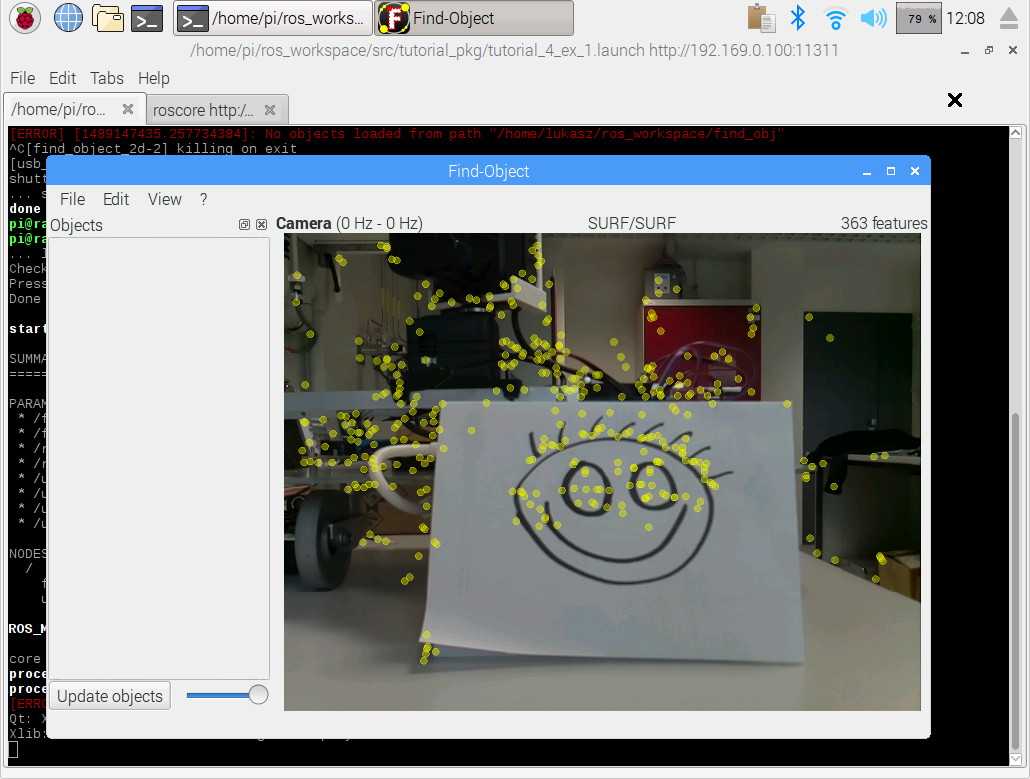 /home/pi/ros_works...
Find-Object
79 %
12:08
/home/pi/ros_workspace/src/tutorial_pkg/tutorial_4_ex_1.launch http://192.168.0.100:11311
File Edit Tabs Help
/home/pi/ro...
roscore http:/...
[ERROR] [1489147435.257734384]: No objects loaded from path "/home/lukasz/ros_workspace/find_obj"
^C[find_object_2d-2] killing on exit
[usb_
Find-Object
shutt
... s
File Edit View ?
done
pi@ra
Objects
Camera (0 Hz - 0 Hz)
SURF/SURF
363 features
pi@ra
... l
Check
Press
Done
start
SUMMA
=====
PARAM
* /f
* /f
* /r
* /r
* /u
* /u
* /u
* /u
NODES
/
f
u
ROS_M
core
proce
proce
[ERRO
Update objects
Qt: X
Xlib: